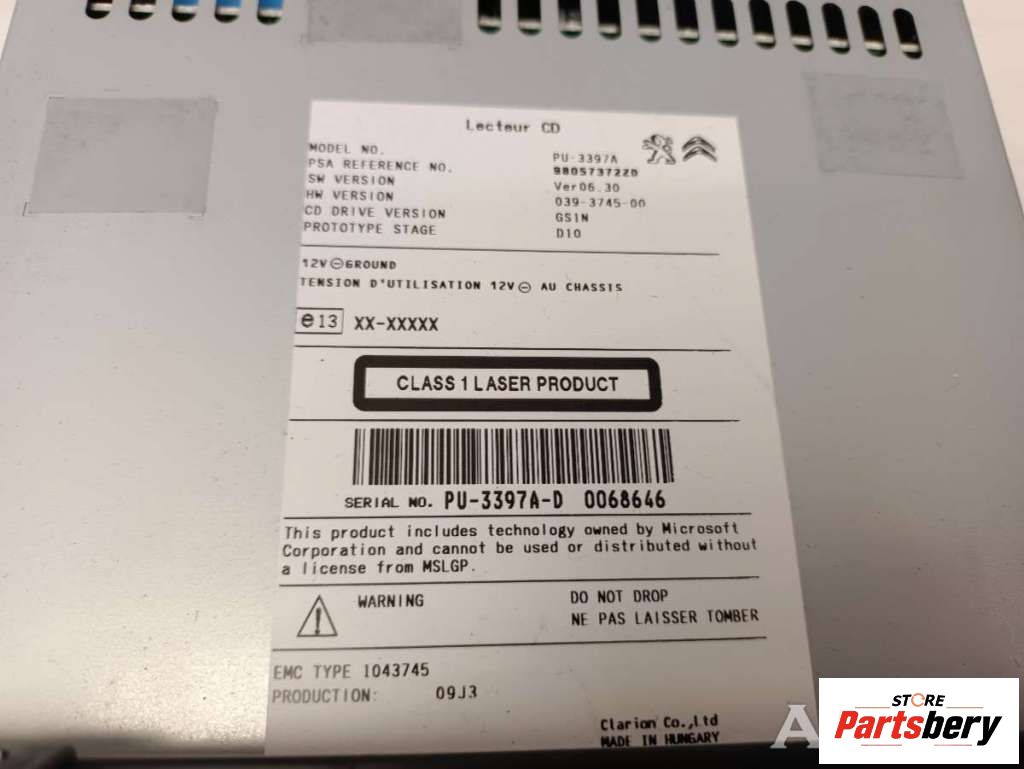 Lecteur CD
MODEL NO. PU-3397A
PSA REFERENCE NO. 9805737220
SW VERSION Ver06.30
HW VERSION 039-3745-00
CD DRIVE VERSION GS1N
PROTOTYPE STAGE D10
12V⊖GROUND
TENSION D'UTILISATION 12V⊖ AU CHASSIS
e13 XX-XXXXX
CLASS 1 LASER PRODUCT
SERIAL NO. PU-3397A-D 0068646
This product includes technology owned by Microsoft
Corporation and cannot be used or distributed without
a license from MSLGP.
WARNING DO NOT DROP
NE PAS LAISSER TOMBER
EMC TYPE 1043745
PRODUCTION: 09J3
Clarion Co.,Ltd
MADE IN HUNGARY
STORE
Partsbery